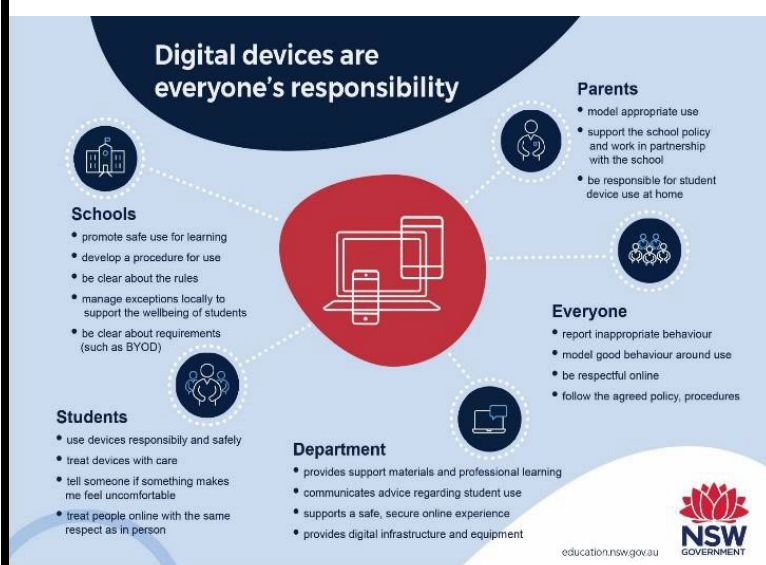 Digital devices are
everyone's responsibility
Parents
• model appropriate use
• support the school policy
and work in partnership
with the school
• be responsible for student
device use at home
Schools
• promote safe use for learning
• develop a procedure for use
• be clear about the rules
• manage exceptions locally to
support the wellbeing of students
• be clear about requirements
(such as BYOD)
Everyone
• report inappropriate behaviour
• model good behaviour around use
• be respectful online
• follow the agreed policy, procedures
Students
• use devices responsibily and safely
• treat devices with care
• tell someone if something makes
me feel uncomfortable
• treat people online with the same
respect as in person
Department
• provides support materials and professional learning
• communicates advice regarding student use
• supports a safe, secure online experience
• provides digital infrastructure and equipment
education.nsw.gov.au
NSW
GOVERNMENT